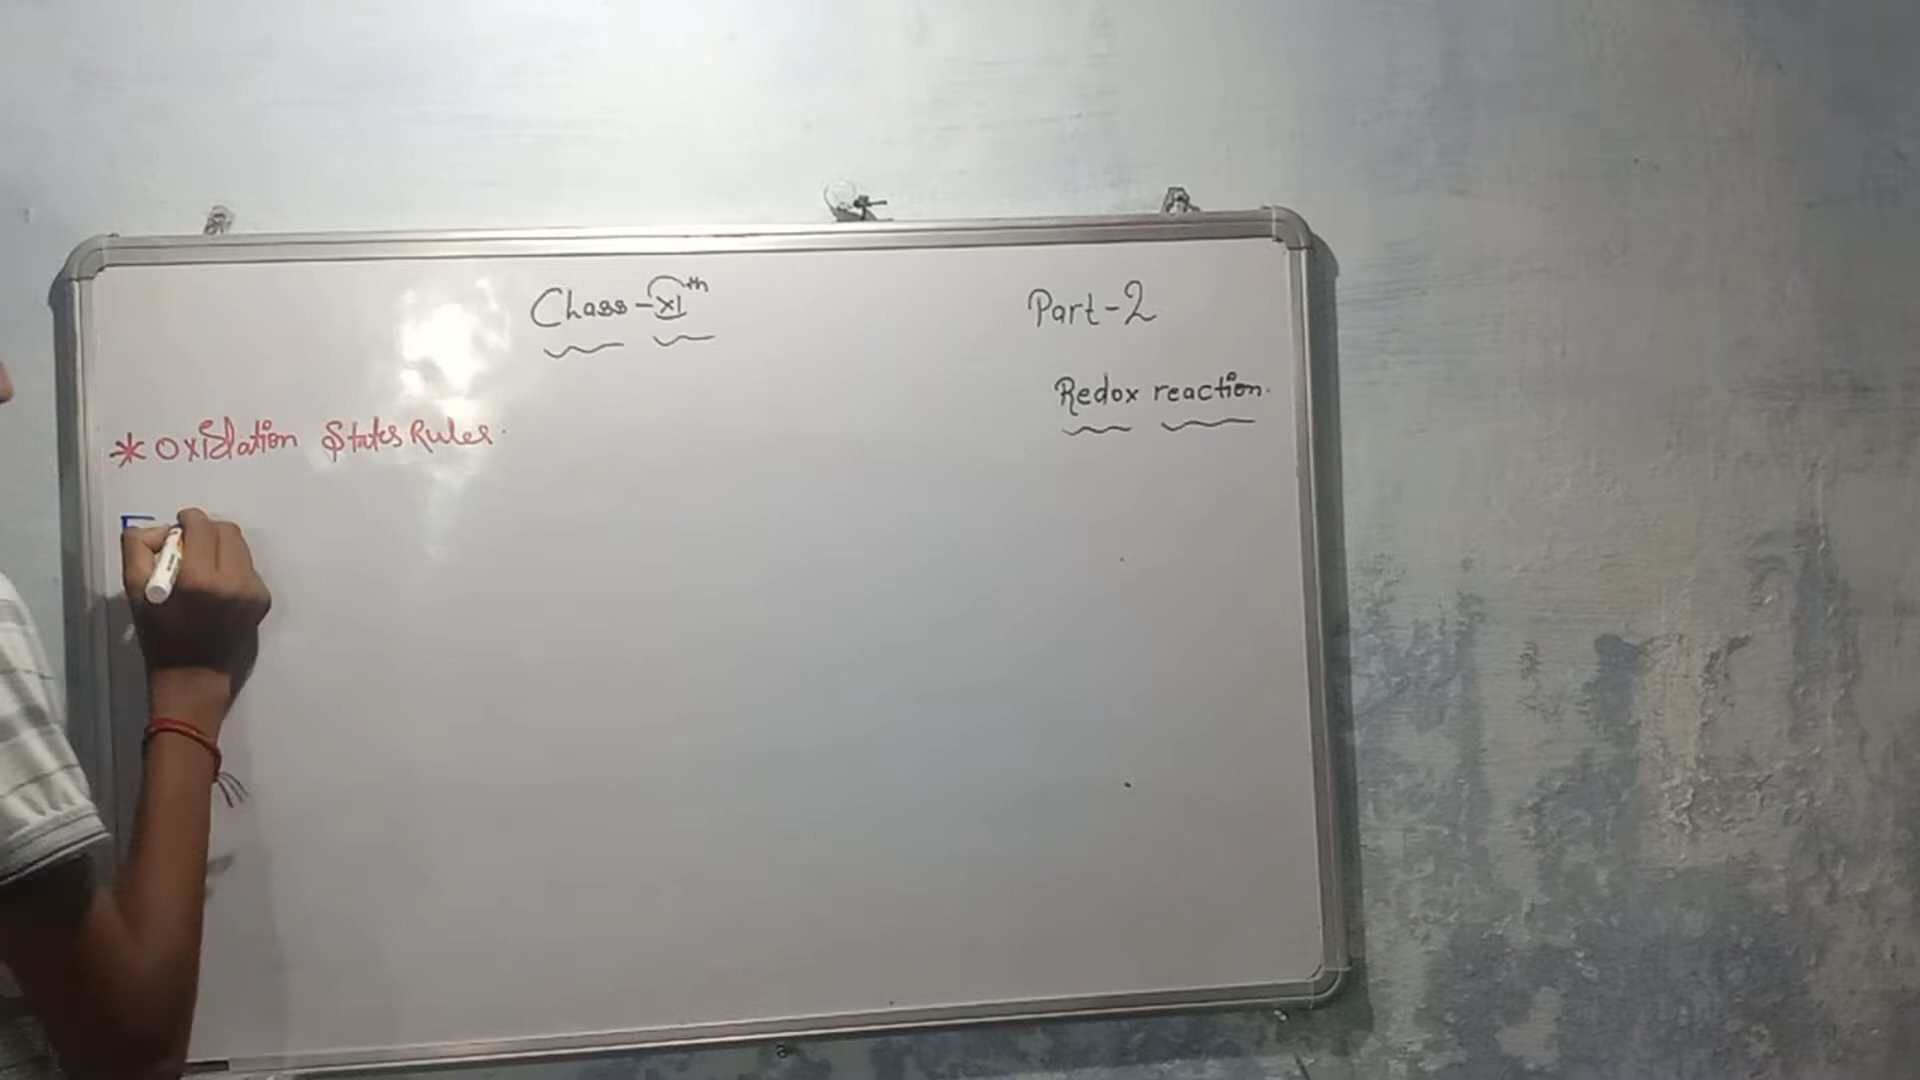 Class-XIth
Part-2
Redox reaction.
* Oxidation States Rules.